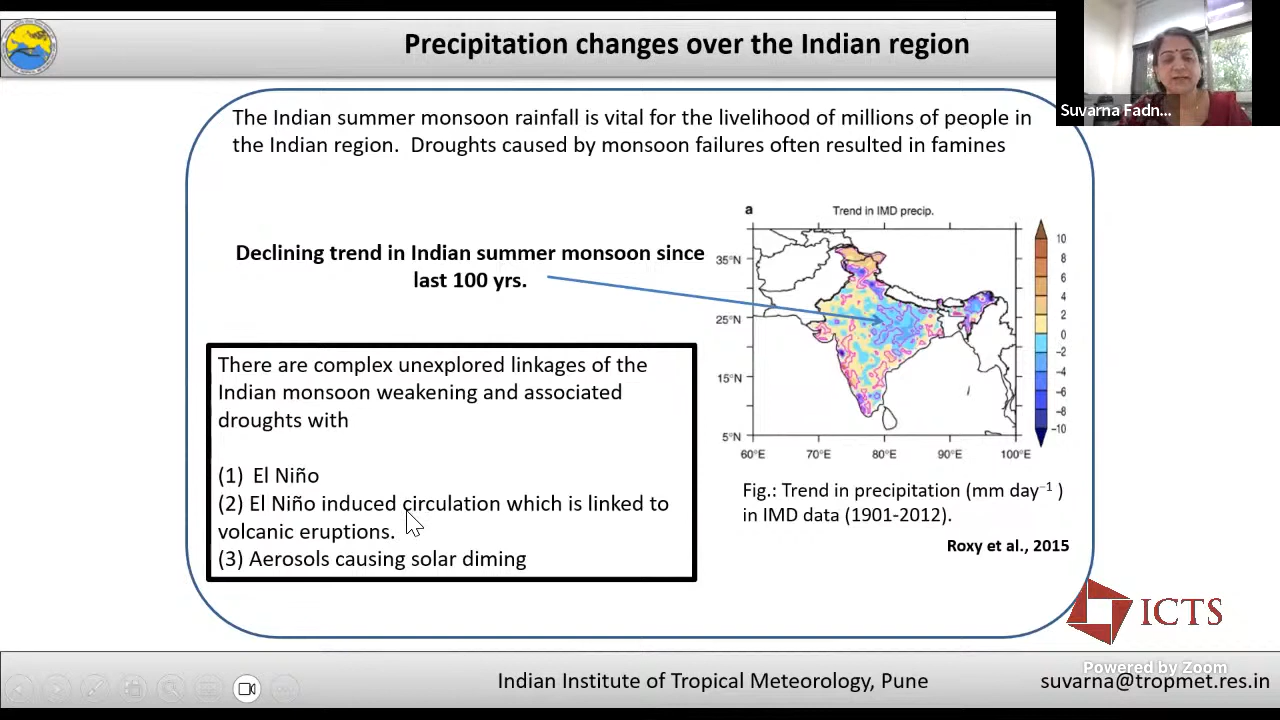 Precipitation changes over the Indian region
Suvarna Fadn...
The Indian summer monsoon rainfall is vital for the livelihood of millions of people in
the Indian region. Droughts caused by monsoon failures often resulted in famines
Declining trend in Indian summer monsoon since
last 100 yrs.
There are complex unexplored linkages of the
Indian monsoon weakening and associated
droughts with
(1) El Niño
(2) El Niño induced circulation which is linked to
volcanic eruptions.
(3) Aerosols causing solar diming
a
Trend in IMD precip.
35°N
25°N
15°N
5°N
60°E 70°E 80°E 90°E 100°E
10
8
6
4
2
0
−2
−4
−6
−8
−10
Fig.: Trend in precipitation (mm day⁻¹ )
in IMD data (1901-2012).
Roxy et al., 2015
ICTS
Powered by Zoom
Indian Institute of Tropical Meteorology, Pune
suvarna@tropmet.res.in